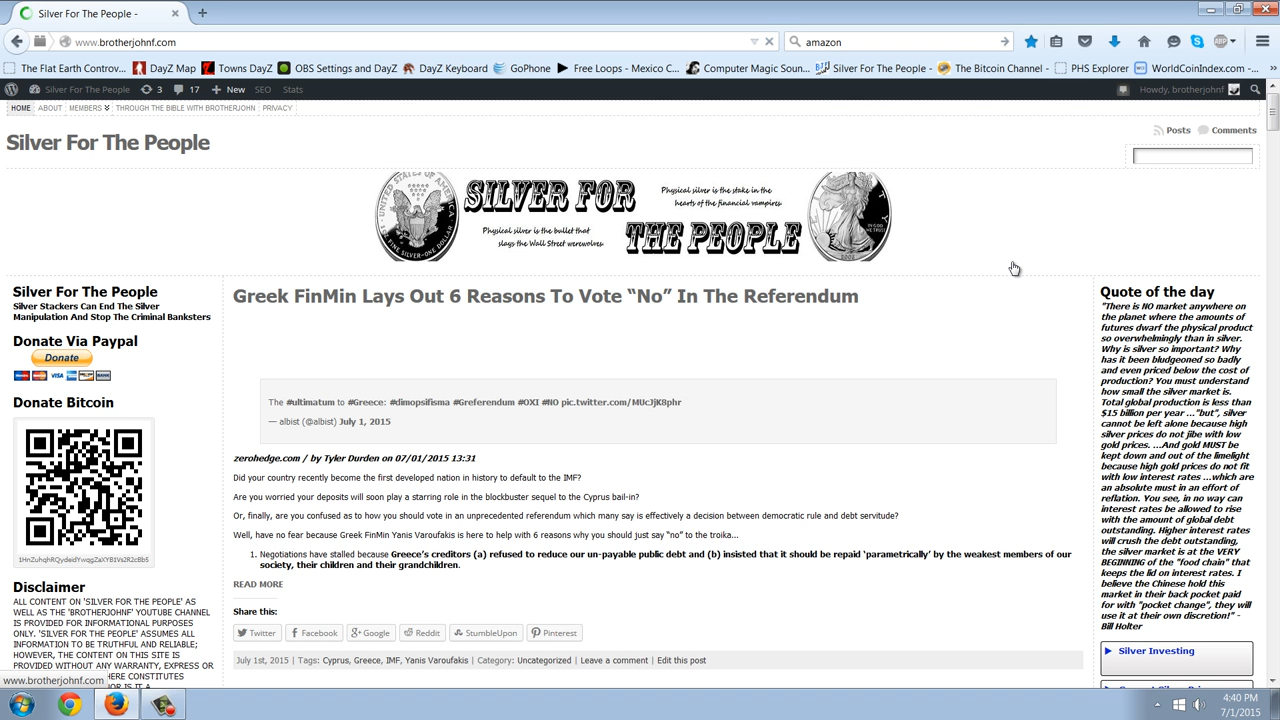 Silver For The People -
www.brotherjohnf.com
amazon
The Flat Earth Controv...
DayZ Map
Towns DayZ
OBS Settings and DayZ
DayZ Keyboard
GoPhone
Free Loops - Mexico C...
Computer Magic Soun...
Silver For The People -
The Bitcoin Channel -
PHS Explorer
WorldCoinIndex.com -...
Silver For The People
3
17
New
SEO
Stats
Howdy, brotherjohnf
HOME
ABOUT
MEMBERS
THROUGH THE BIBLE WITH BROTHERJOHN
PRIVACY
Posts
Comments
Silver For The People
SILVER FOR
THE PEOPLE
Physical silver is the stake in the
hearts of the financial vampires.
Physical silver is the bullet that
slays the Wall Street werewolves.
Silver For The People
Silver Stackers Can End The Silver
Manipulation And Stop The Criminal Banksters
Donate Via Paypal
Donate
VISA
Donate Bitcoin
Disclaimer
ALL CONTENT ON 'SILVER FOR THE PEOPLE' AS
WELL AS THE 'BROTHERJOHNF' YOUTUBE CHANNEL
IS PROVIDED FOR INFORMATIONAL PURPOSES
ONLY. 'SILVER FOR THE PEOPLE' ASSUMES ALL
INFORMATION TO BE TRUTHFUL AND RELIABLE;
HOWEVER, THE CONTENT ON THIS SITE IS
PROVIDED WITHOUT ANY WARRANTY, EXPRESS OR
HERE CONSTITUTES
www.brotherjohnf.com
Greek FinMin Lays Out 6 Reasons To Vote “No” In The Referendum
The #ultimatum to #Greece: #dimopsifisma #Greferendum #OXI #NO pic.twitter.com/MUcJjK8phr
— albist (@albist) July 1, 2015
zerohedge.com / by Tyler Durden on 07/01/2015 13:31
Did your country recently become the first developed nation in history to default to the IMF?
Are you worried your deposits will soon play a starring role in the blockbuster sequel to the Cyprus bail-in?
Or, finally, are you confused as to how you should vote in an unprecedented referendum which many say is effectively a decision between democratic rule and debt servitude?
Well, have no fear because Greek FinMin Yanis Varoufakis is here to help with 6 reasons why you should just say “no” to the troika...
1. Negotiations have stalled because Greece’s creditors (a) refused to reduce our un-payable public debt and (b) insisted that it should be repaid ‘parametrically’ by the weakest members of our
society, their children and their grandchildren.
READ MORE
Share this:
Twitter
Facebook
Google
Reddit
StumbleUpon
Pinterest
July 1st, 2015 | Tags: Cyprus, Greece, IMF, Yanis Varoufakis | Category: Uncategorized | Leave a comment | Edit this post
Quote of the day
"There is NO market anywhere on
the planet where the amounts of
futures dwarf the physical product
so overwhelmingly than in silver.
Why is silver so important? Why
has it been bludgeoned so badly
and even priced below the cost of
production? You must understand
how small the silver market is.
Total global production is less than
$15 billion per year ..."but", silver
cannot be left alone because high
silver prices do not jibe with low
gold prices. ...And gold MUST be
kept down and out of the limelight
because high gold prices do not fit
with low interest rates ...which are
an absolute must in an effort of
reflation. You see, in no way can
interest rates be allowed to rise
with the amount of global debt
outstanding. Higher interest rates
will crush the debt outstanding,
the silver market is at the VERY
BEGINNING of the "food chain" that
keeps the lid on interest rates. I
believe the Chinese hold this
market in their back pocket paid
for with "pocket change", they will
use it at their own discretion!" -
Bill Holter
Silver Investing
4:40 PM
7/1/2015